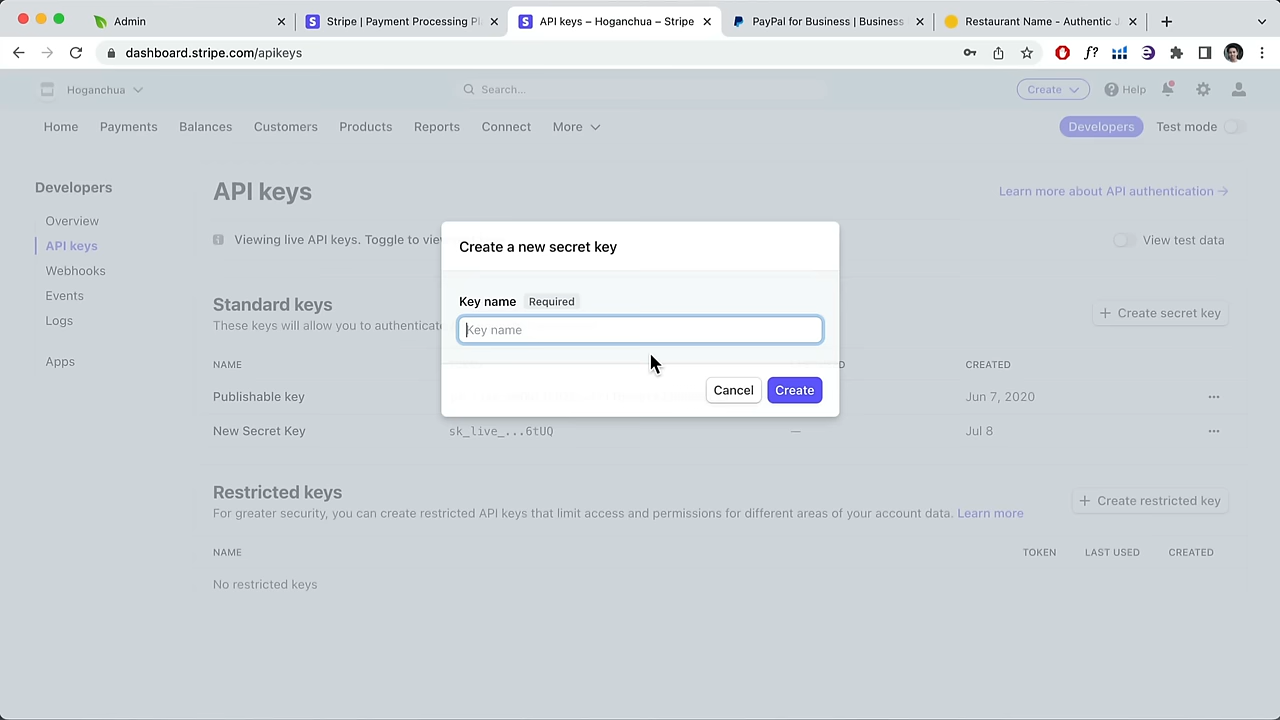 Admin
Stripe | Payment Processing Pl
API keys – Hoganchua – Stripe
PayPal for Business | Business
Restaurant Name - Authentic J
dashboard.stripe.com/apikeys
f?
Hoganchua
Search...
Create
Help
Home
Payments
Balances
Customers
Products
Reports
Connect
More
Developers
Test mode
Developers
Overview
API keys
Webhooks
Events
Logs
Apps
API keys
Learn more about API authentication →
Viewing live API keys. Toggle to vie
View test data
Standard keys
These keys will allow you to authenticate
+ Create secret key
NAME
D
CREATED
Publishable key
Jun 7, 2020
...
New Secret Key
sk_live_...6tUQ
—
Jul 8
...
Create a new secret key
Key name
Required
Key name
Cancel
Create
Restricted keys
For greater security, you can create restricted API keys that limit access and permissions for different areas of your account data. Learn more
+ Create restricted key
NAME
TOKEN
LAST USED
CREATED
No restricted keys